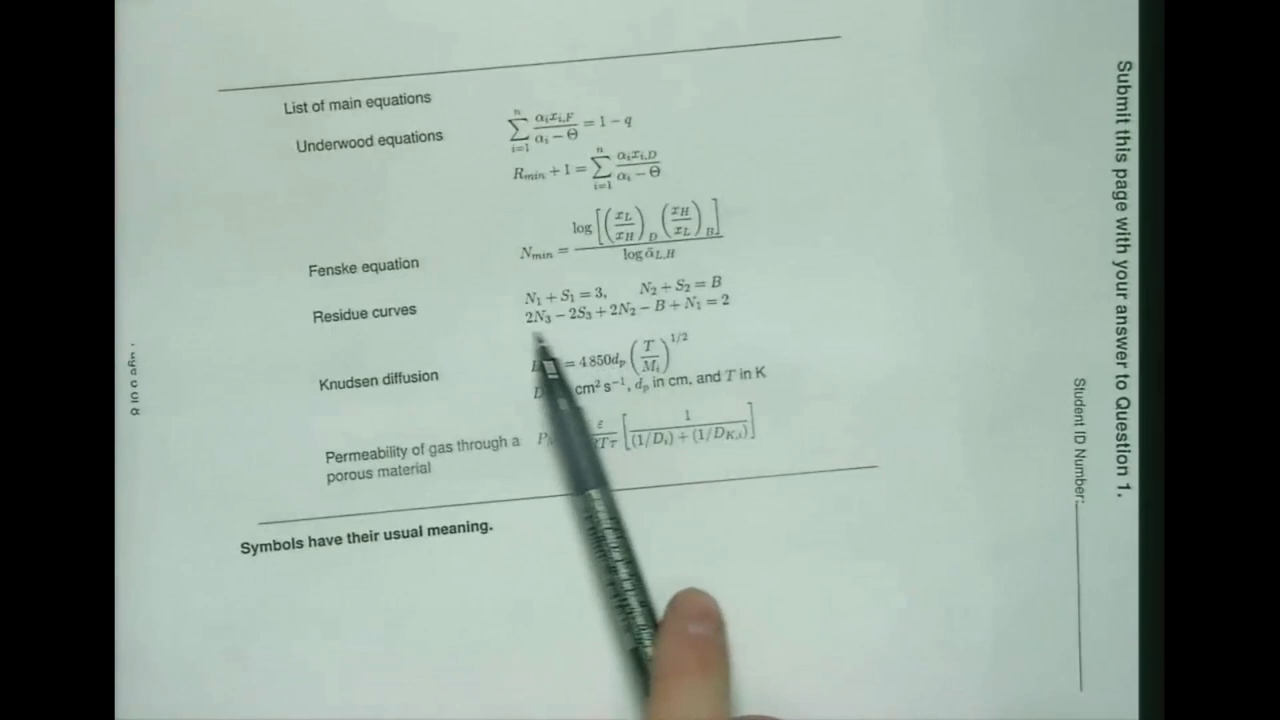 List of main equations
Underwood equations
\sum_{i=1}^{n} \frac{\alpha_i x_{i,F}}{\alpha_i - \Theta} = 1 - q
R_{min} + 1 = \sum_{i=1}^{n} \frac{\alpha_i x_{i,D}}{\alpha_i - \Theta}
Fenske equation
N_{min} = \frac{\log\left[\left(\frac{x_L}{x_H}\right)_D \left(\frac{x_H}{x_L}\right)_B\right]}{\log \bar{\alpha}_{L,H}}
Residue curves
N_1 + S_1 = 3, N_2 + S_2 = B
2N_3 - 2S_3 + 2N_2 - B + N_1 = 2
Knudsen diffusion
= 4850d_p \left(\frac{T}{M_i}\right)^{1/2}
cm² s⁻¹, d_p in cm, and T in K
Permeability of gas through a
porous material
\left[\frac{1}{(1/D_i) + (1/D_{K,i})}\right]
Symbols have their usual meaning.
Submit this page with your answer to Question 1.
Student ID Number: